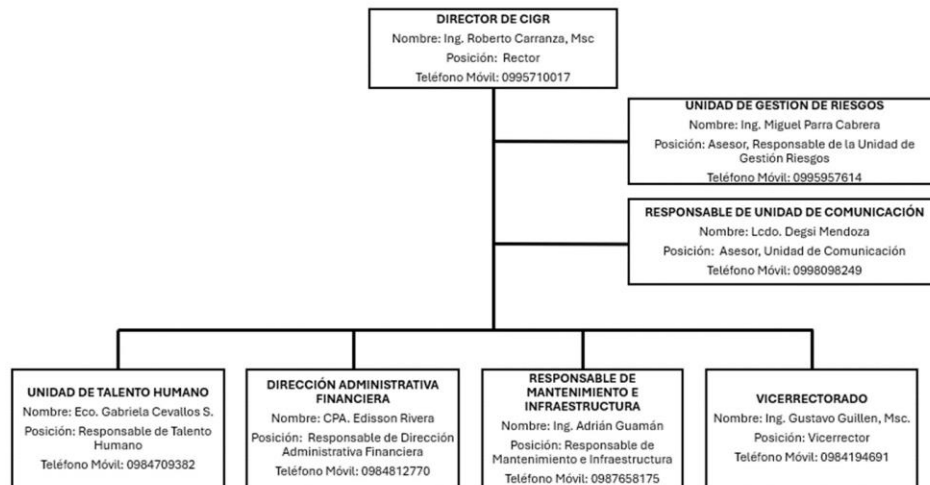 DIRECTOR DE CIGR
Nombre: Ing. Roberto Carranza, Msc
Posición: Rector
Teléfono Móvil: 0995710017
UNIDAD DE GESTION DE RIESGOS
Nombre: Ing. Miguel Parra Cabrera
Posición: Asesor, Responsable de la Unidad de
Gestión Riesgos
Teléfono Móvil: 0995957614
RESPONSABLE DE UNIDAD DE COMUNICACIÓN
Nombre: Lcdo. Degsi Mendoza
Posición: Asesor, Unidad de Comunicación
Teléfono Móvil: 0998098249
UNIDAD DE TALENTO HUMANO
Nombre: Eco. Gabriela Cevallos S.
Posición: Responsable de Talento
Humano
Teléfono Móvil: 0984709382
DIRECCIÓN ADMINISTRATIVA
FINANCIERA
Nombre: CPA. Edisson Rivera
Posición: Responsable de Dirección
Administrativa Financiera
Teléfono Móvil: 0984812770
RESPONSABLE DE
MANTENIMIENTO E
INFRAESTRUCTURA
Nombre: Ing. Adrián Guamán
Posición: Responsable de
Mantenimiento e Infraestructura
Teléfono Móvil: 0987658175
VICERRECTORADO
Nombre: Ing. Gustavo Guillen, Msc.
Posición: Vicerrector
Teléfono Móvil: 0984194691